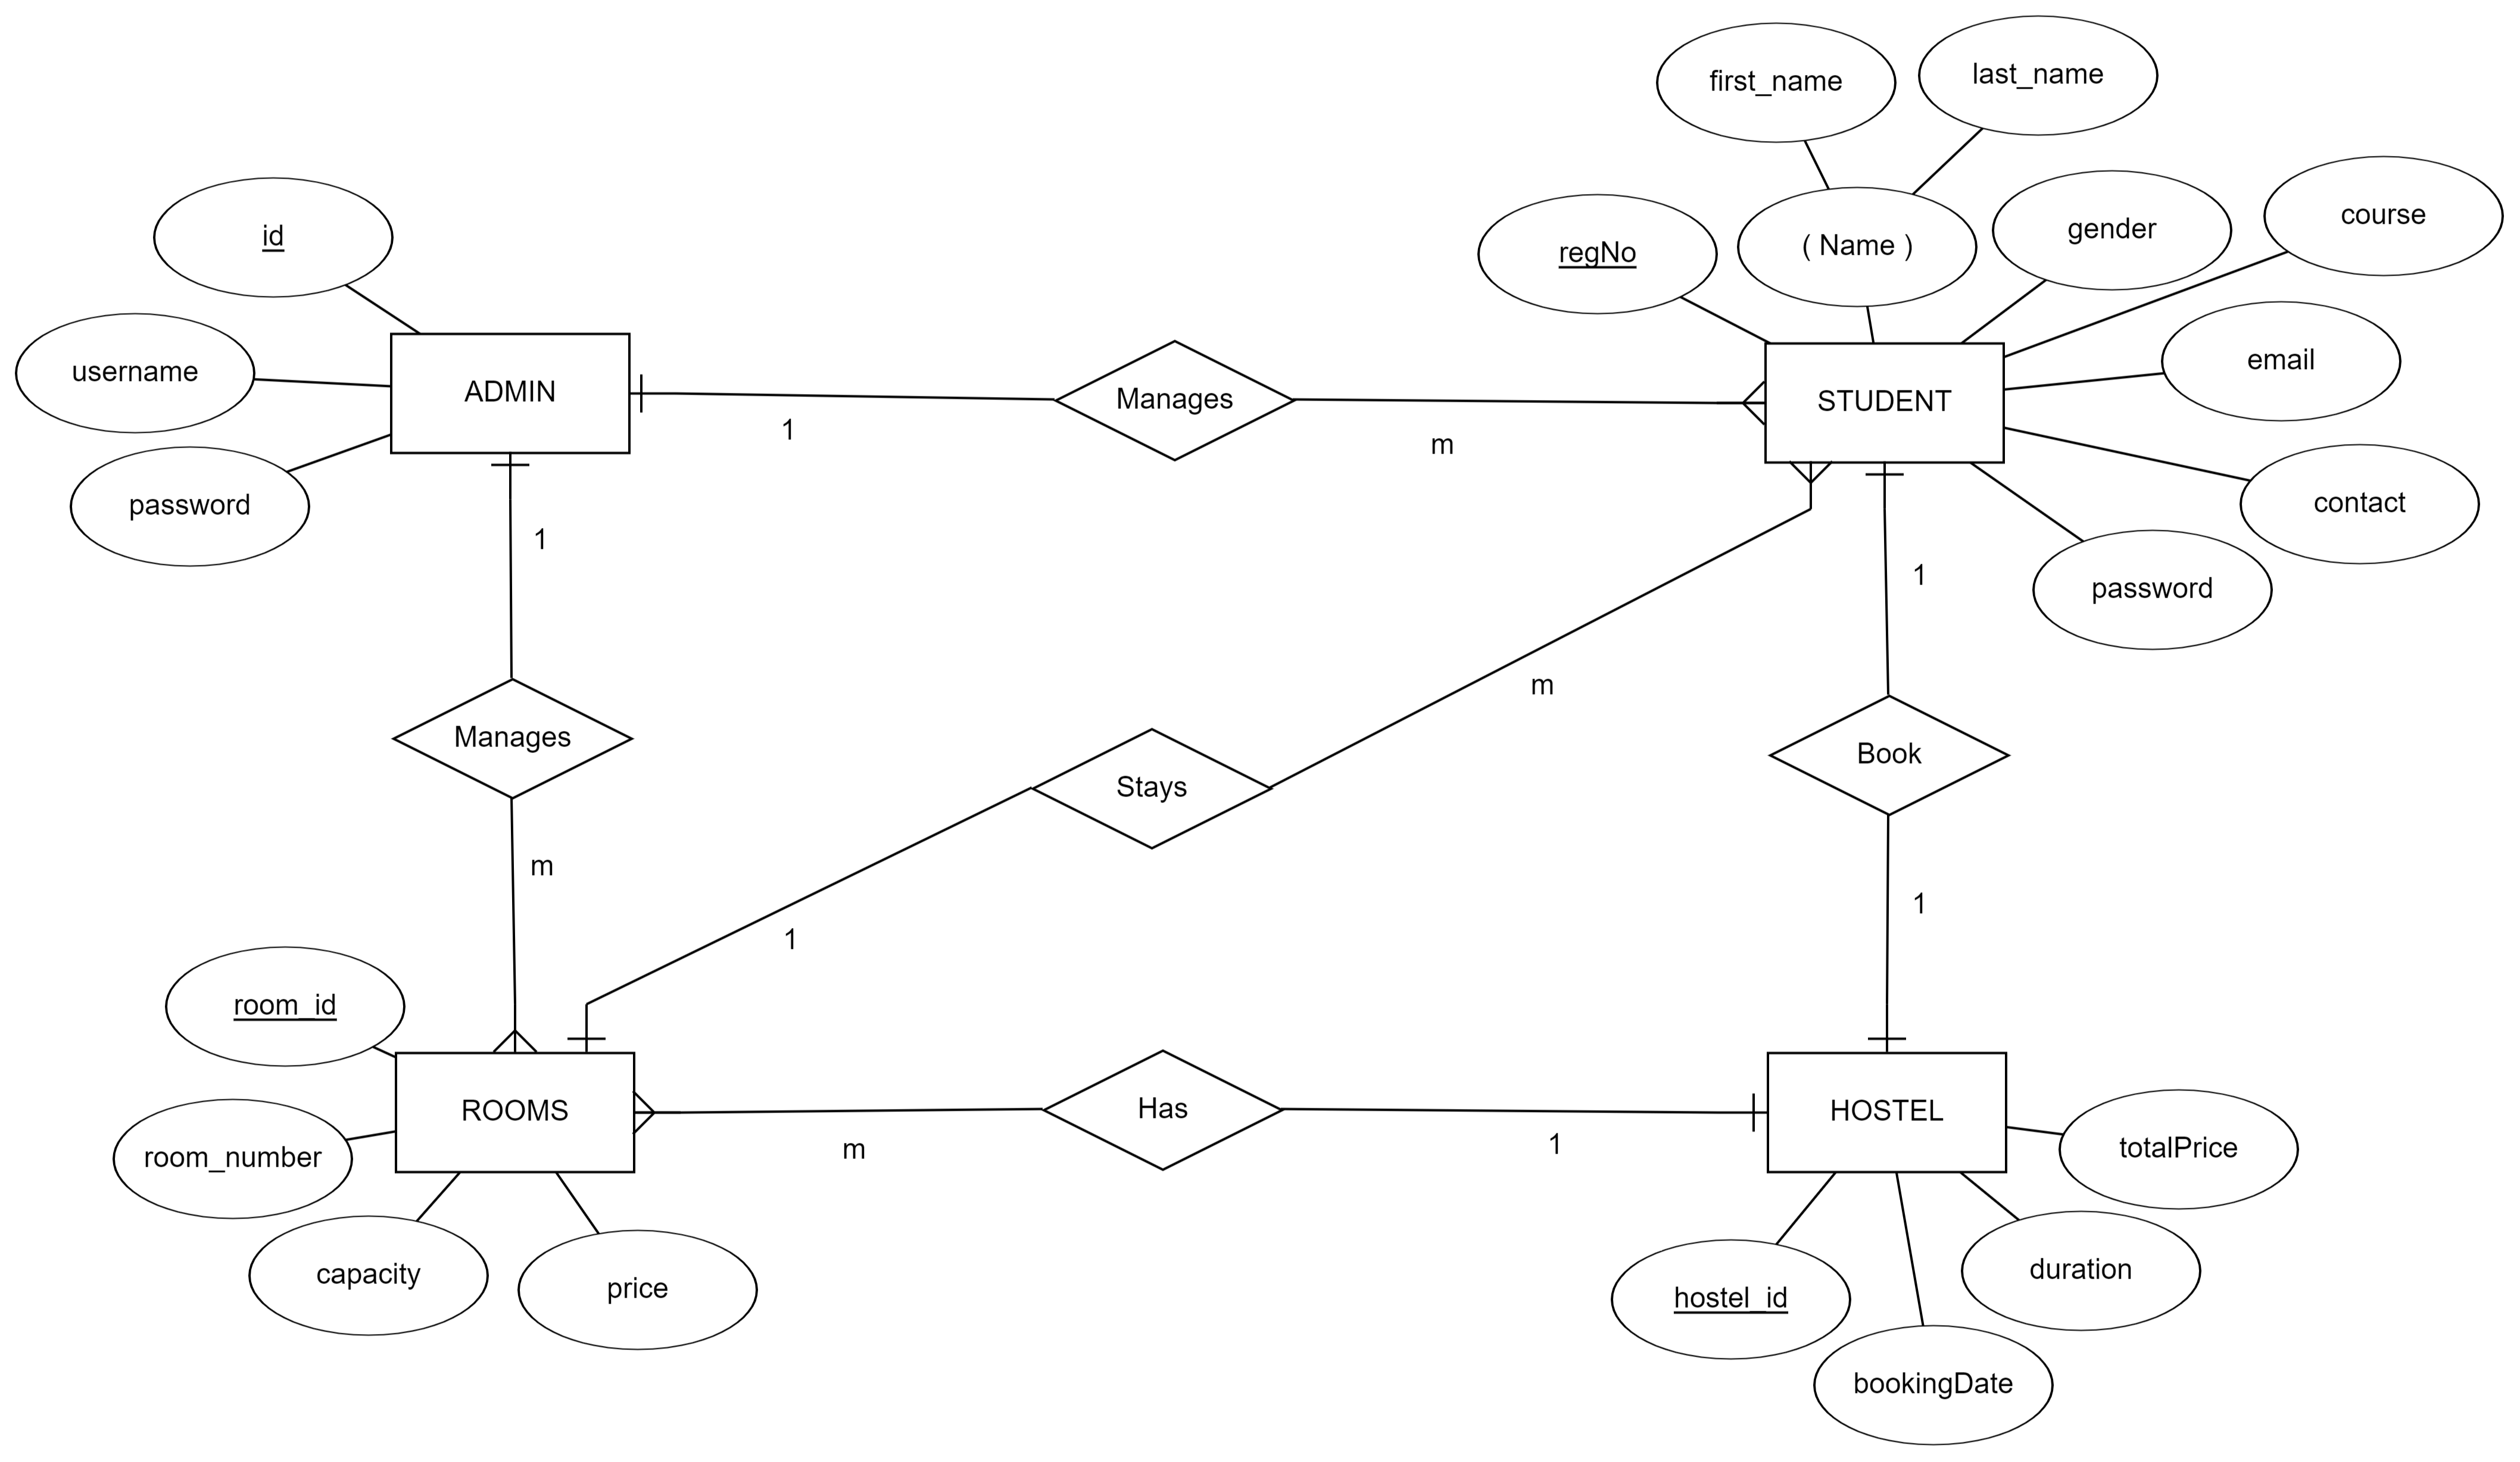 first_name
last_name
id
regNo
( Name )
gender
course
username
ADMIN
1
Manages
m
STUDENT
email
password
contact
1
1
password
m
Manages
Stays
Book
m
1
1
room_id
ROOMS
room_number
m
Has
1
HOSTEL
totalPrice
capacity
price
hostel_id
duration
bookingDate